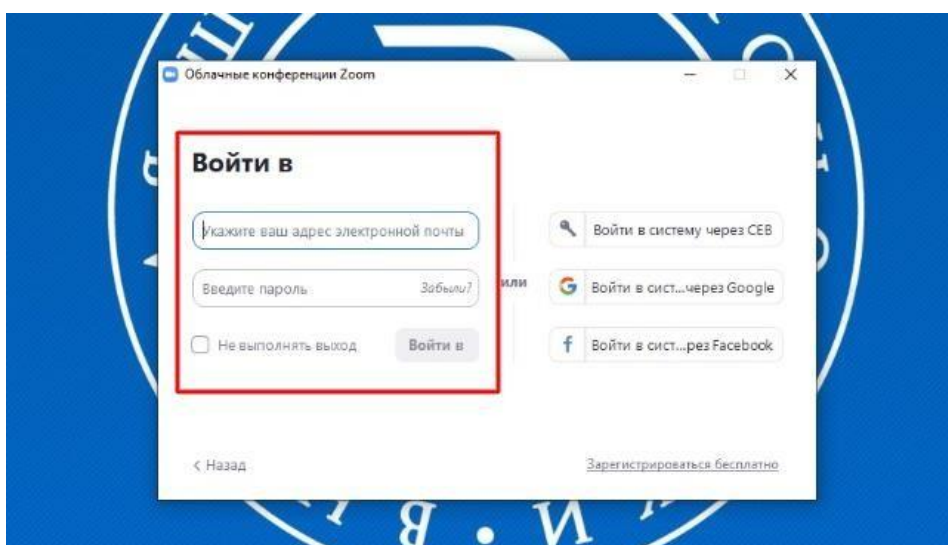 Облачные конференции Zoom
Войти в
Укажите ваш адрес электронной почты
Введите пароль
Забыли?
Не выполнять выход
Войти в
или
Войти в систему через СЕВ
Войти в сист...через Google
Войти в сист...рез Facebook
< Назад
Зарегистрироваться бесплатно